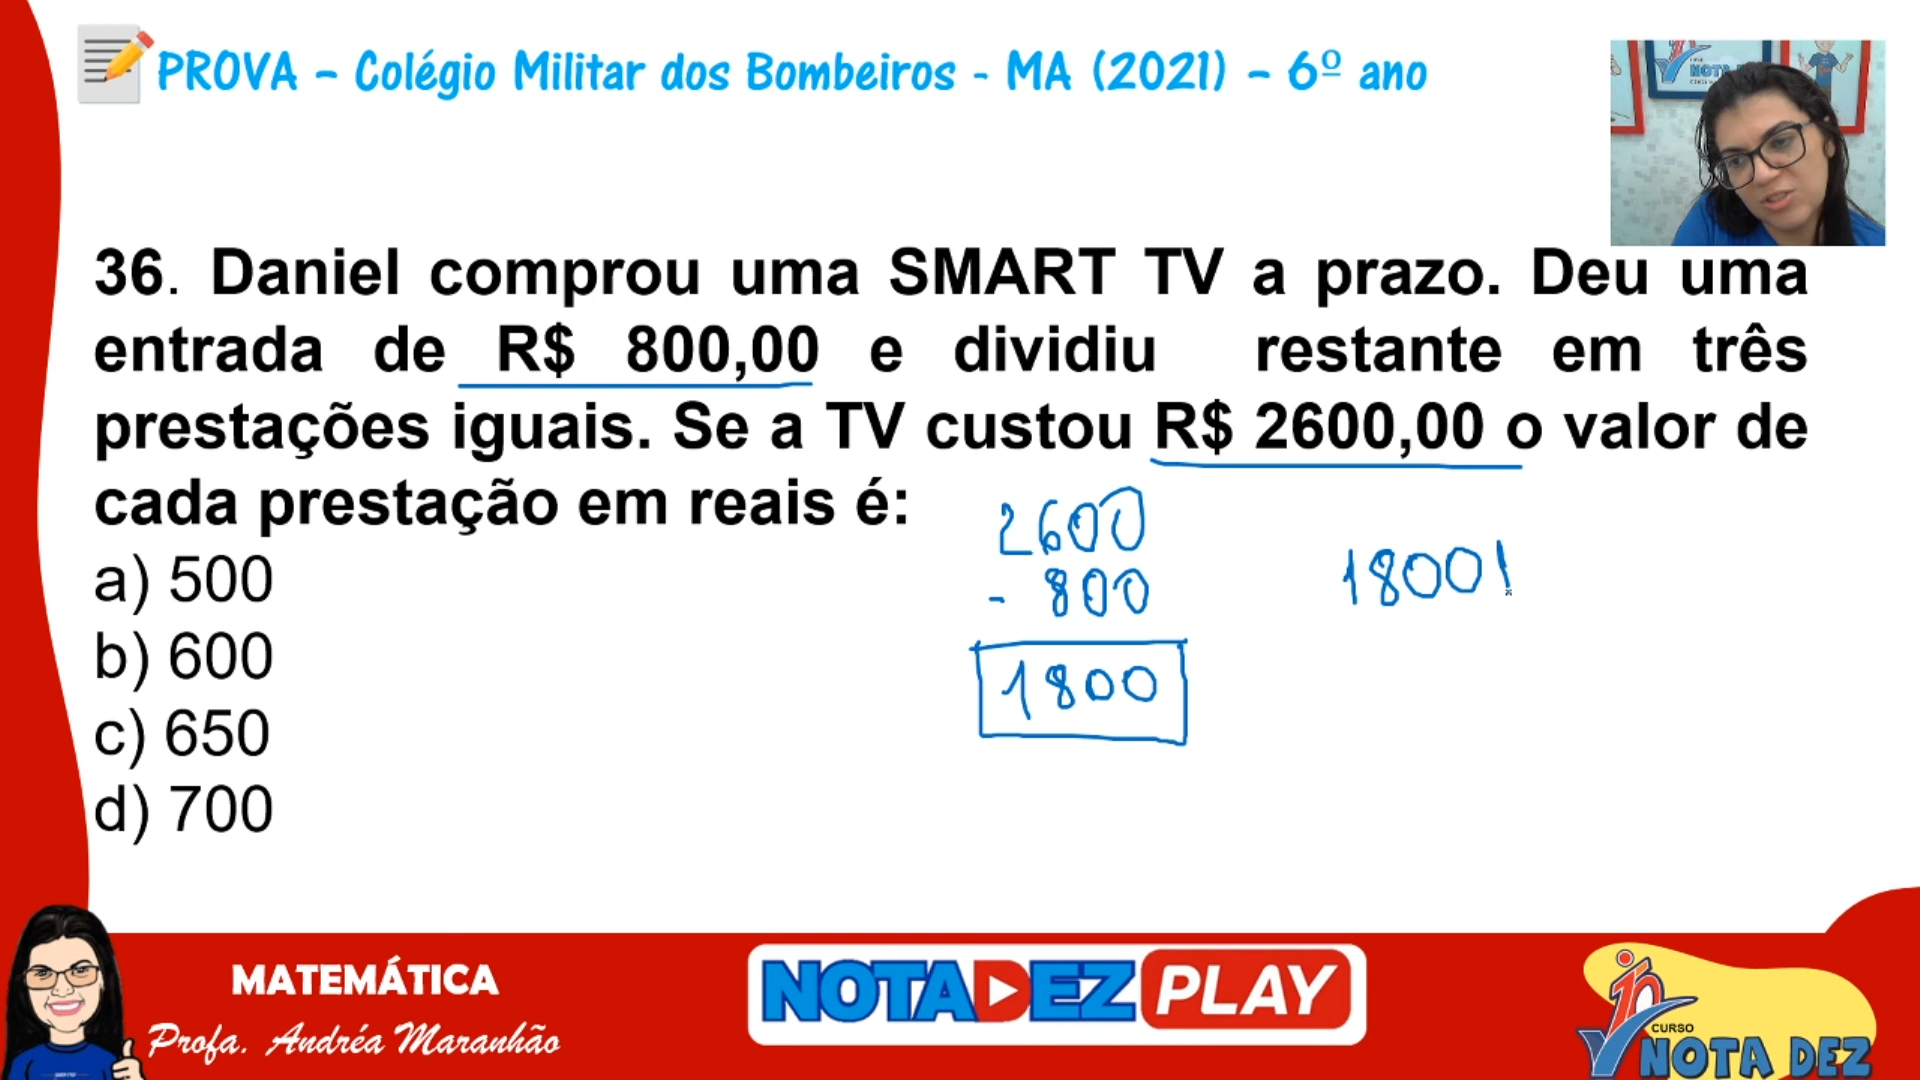 PROVA – Colégio Militar dos Bombeiros - MA (2021) – 6º ano
36. Daniel comprou uma SMART TV a prazo. Deu uma
entrada de R$ 800,00 e dividiu restante em três
prestações iguais. Se a TV custou R$ 2600,00 o valor de
cada prestação em reais é:
a) 500
b) 600
c) 650
d) 700
2600
- 800
1800
1800
MATEMÁTICA
Profa. Andréa Maranhão
NOTADEZ PLAY
CURSO
NOTA DEZ